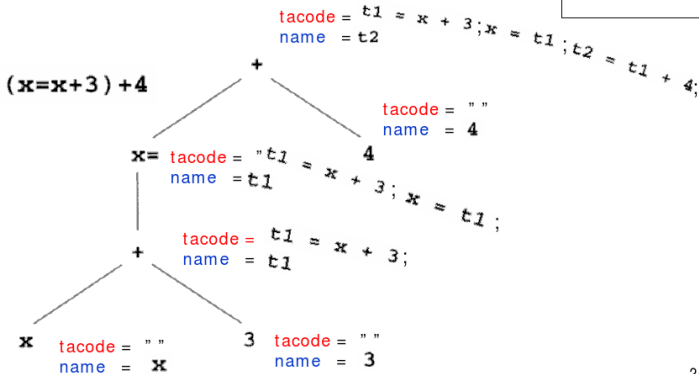 tacode = t1 = x + 3;x = t1 ;t2 = t1 + 4;
name = t2
+
(x=x+3)+4
tacode = " "
name = 4
4
x= tacode = "t1 = x + 3; x = t1 ;
name =t1
+
tacode = t1 = x + 3;
name = t1
x
tacode = " "
name = x
3
tacode = " "
name = 3